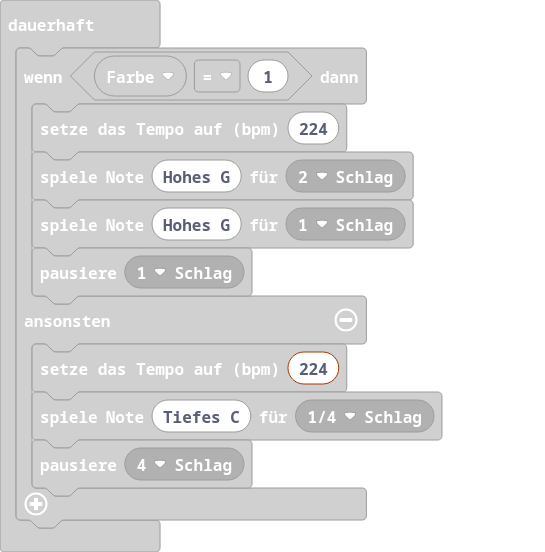 dauerhaft
wenn Farbe = 1 dann
setze das Tempo auf (bpm) 224
spiele Note Hohes G für 2 Schlag
spiele Note Hohes G für 1 Schlag
pausiere 1 Schlag
ansonsten
setze das Tempo auf (bpm) 224
spiele Note Tiefes C für 1/4 Schlag
pausiere 4 Schlag